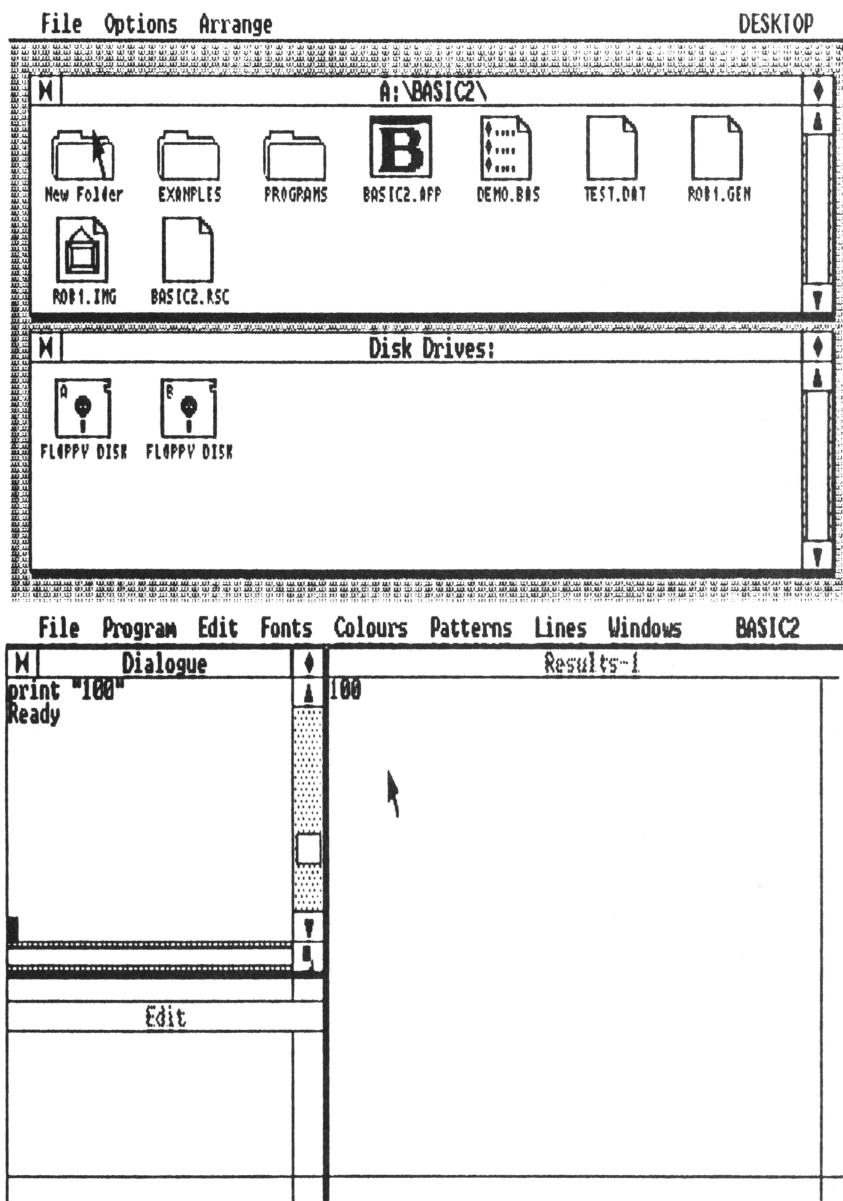 File Options Arrange DESKTOP
A:\BASIC2\
New Folder EXAMPLES PROGRAMS BASIC2.APP DEMO.BAS TEST.DAT ROB1.GEM
ROB1.IMG BASIC2.RSC
Disk Drives:
A B
FLOPPY DISK FLOPPY DISK
File Program Edit Fonts Colours Patterns Lines Windows BASIC2
Dialogue Results-1
print "100" 100
Ready
Edit